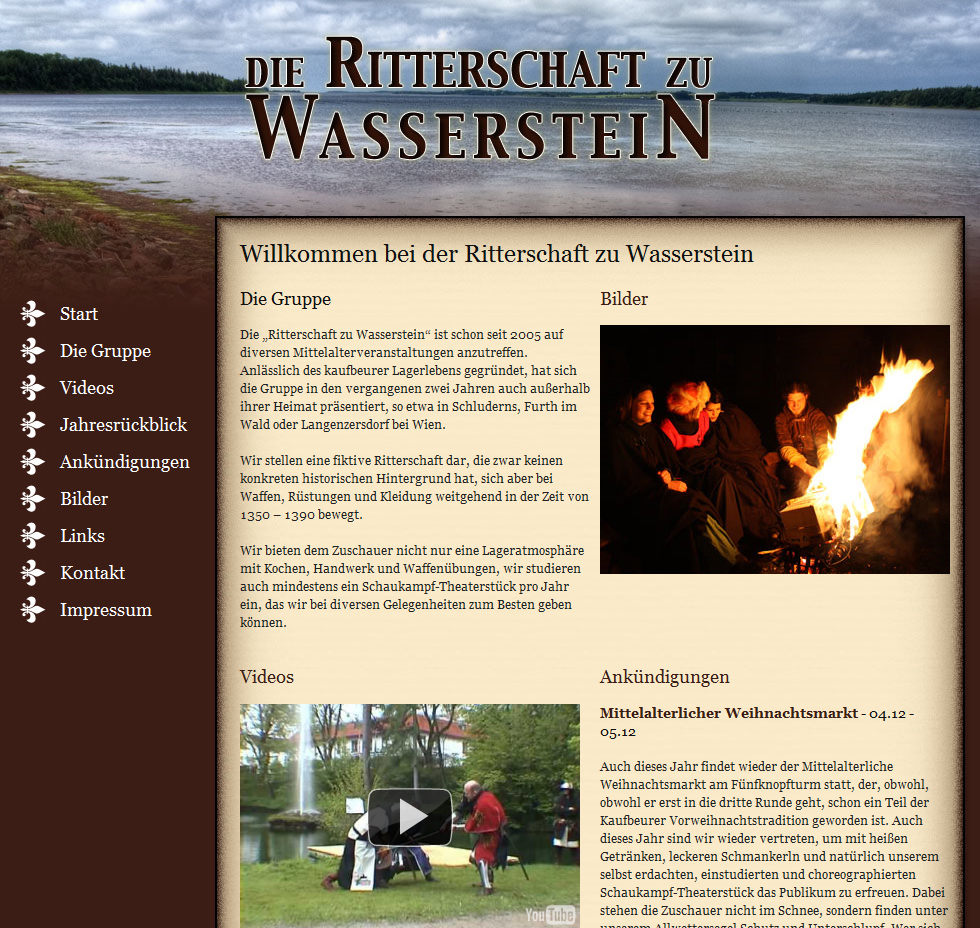 DIE RITTERSCHAFT ZU
WASSERSTEIN
Start
Die Gruppe
Videos
Jahresrückblick
Ankündigungen
Bilder
Links
Kontakt
Impressum
Willkommen bei der Ritterschaft zu Wasserstein
Die Gruppe
Die „Ritterschaft zu Wasserstein“ ist schon seit 2005 auf
diversen Mittelalterveranstaltungen anzutreffen.
Anlässlich des kaufbeurer Lagerlebens gegründet, hat sich
die Gruppe in den vergangenen zwei Jahren auch außerhalb
ihrer Heimat präsentiert, so etwa in Schluderns, Furth im
Wald oder Langenzersdorf bei Wien.
Wir stellen eine fiktive Ritterschaft dar, die zwar keinen
konkreten historischen Hintergrund hat, sich aber bei
Waffen, Rüstungen und Kleidung weitgehend in der Zeit von
1350 – 1390 bewegt.
Wir bieten dem Zuschauer nicht nur eine Lageratmosphäre
mit Kochen, Handwerk und Waffenübungen, wir studieren
auch mindestens ein Schaukampf-Theaterstück pro Jahr
ein, das wir bei diversen Gelegenheiten zum Besten geben
können.
Bilder
Videos
YouTube
Ankündigungen
Mittelalterlicher Weihnachtsmarkt - 04.12 -
05.12
Auch dieses Jahr findet wieder der Mittelalterliche
Weihnachtsmarkt am Fünfknopfturm statt, der, obwohl,
obwohl er erst in die dritte Runde geht, schon ein Teil der
Kaufbeurer Vorweihnachtstradition geworden ist. Auch
dieses Jahr sind wir wieder vertreten, um mit heißen
Getränken, leckeren Schmankerln und natürlich unserem
selbst erdachten, einstudierten und choreographierten
Schaukampf-Theaterstück das Publikum zu erfreuen. Dabei
stehen die Zuschauer nicht im Schnee, sondern finden unter
unserem Allwettersegel Schutz und Unterschlupf. Wer sich